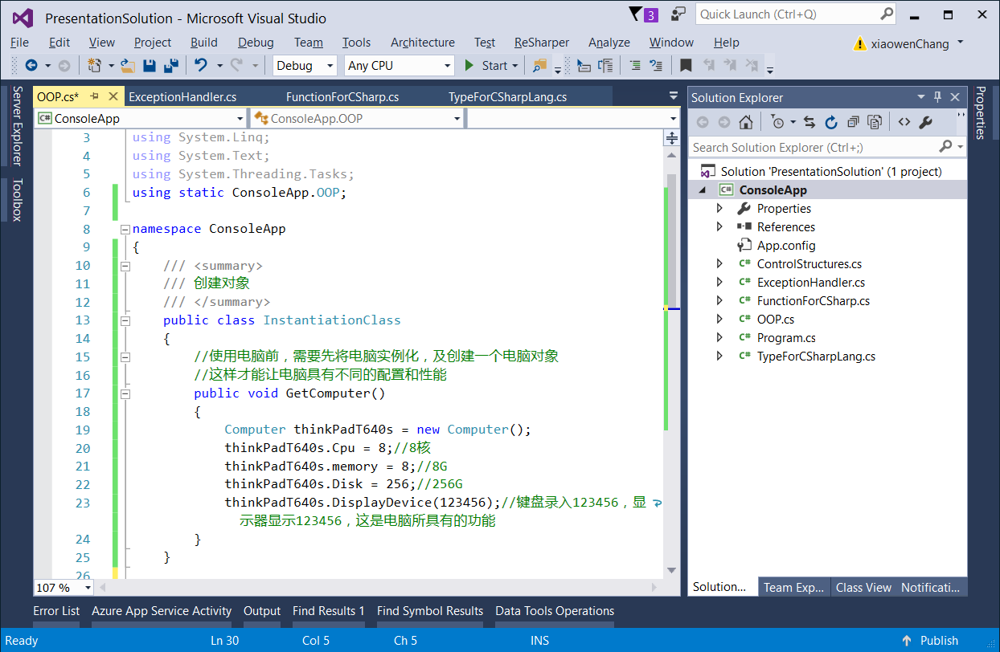 PresentationSolution - Microsoft Visual Studio
3
Quick Launch (Ctrl+Q)
File Edit View Project Build Debug Team Tools Architecture Test ReSharper Analyze Window Help
xiaowenChang
Debug Any CPU Start
Server Explorer
Toolbox
OOP.cs* ExceptionHandler.cs FunctionForCSharp.cs TypeForCSharpLang.cs
ConsoleApp ConsoleApp.OOP
3 using System.Linq;
4 using System.Text;
5 using System.Threading.Tasks;
6 using static ConsoleApp.OOP;
7
8 namespace ConsoleApp
9 {
10 /// <summary>
11 /// 创建对象
12 /// </summary>
13 public class InstantiationClass
14 {
15 //使用电脑前，需要先将电脑实例化，及创建一个电脑对象
16 //这样才能让电脑具有不同的配置和性能
17 public void GetComputer()
18 {
19 Computer thinkPadT640s = new Computer();
20 thinkPadT640s.Cpu = 8;//8核
21 thinkPadT640s.memory = 8;//8G
22 thinkPadT640s.Disk = 256;//256G
23 thinkPadT640s.DisplayDevice(123456);//键盘录入123456，显
示器显示123456，这是电脑所具有的功能
24 }
25 }
26
107 %
Solution Explorer
Search Solution Explorer (Ctrl+;)
Solution 'PresentationSolution' (1 project)
C# ConsoleApp
Properties
References
App.config
C# ControlStructures.cs
C# ExceptionHandler.cs
C# FunctionForCSharp.cs
C# OOP.cs
C# Program.cs
C# TypeForCSharpLang.cs
Solution... Team Exp... Class View Notificati...
Properties
Error List Azure App Service Activity Output Find Results 1 Find Symbol Results Data Tools Operations
Ready Ln 30 Col 5 Ch 5 INS Publish